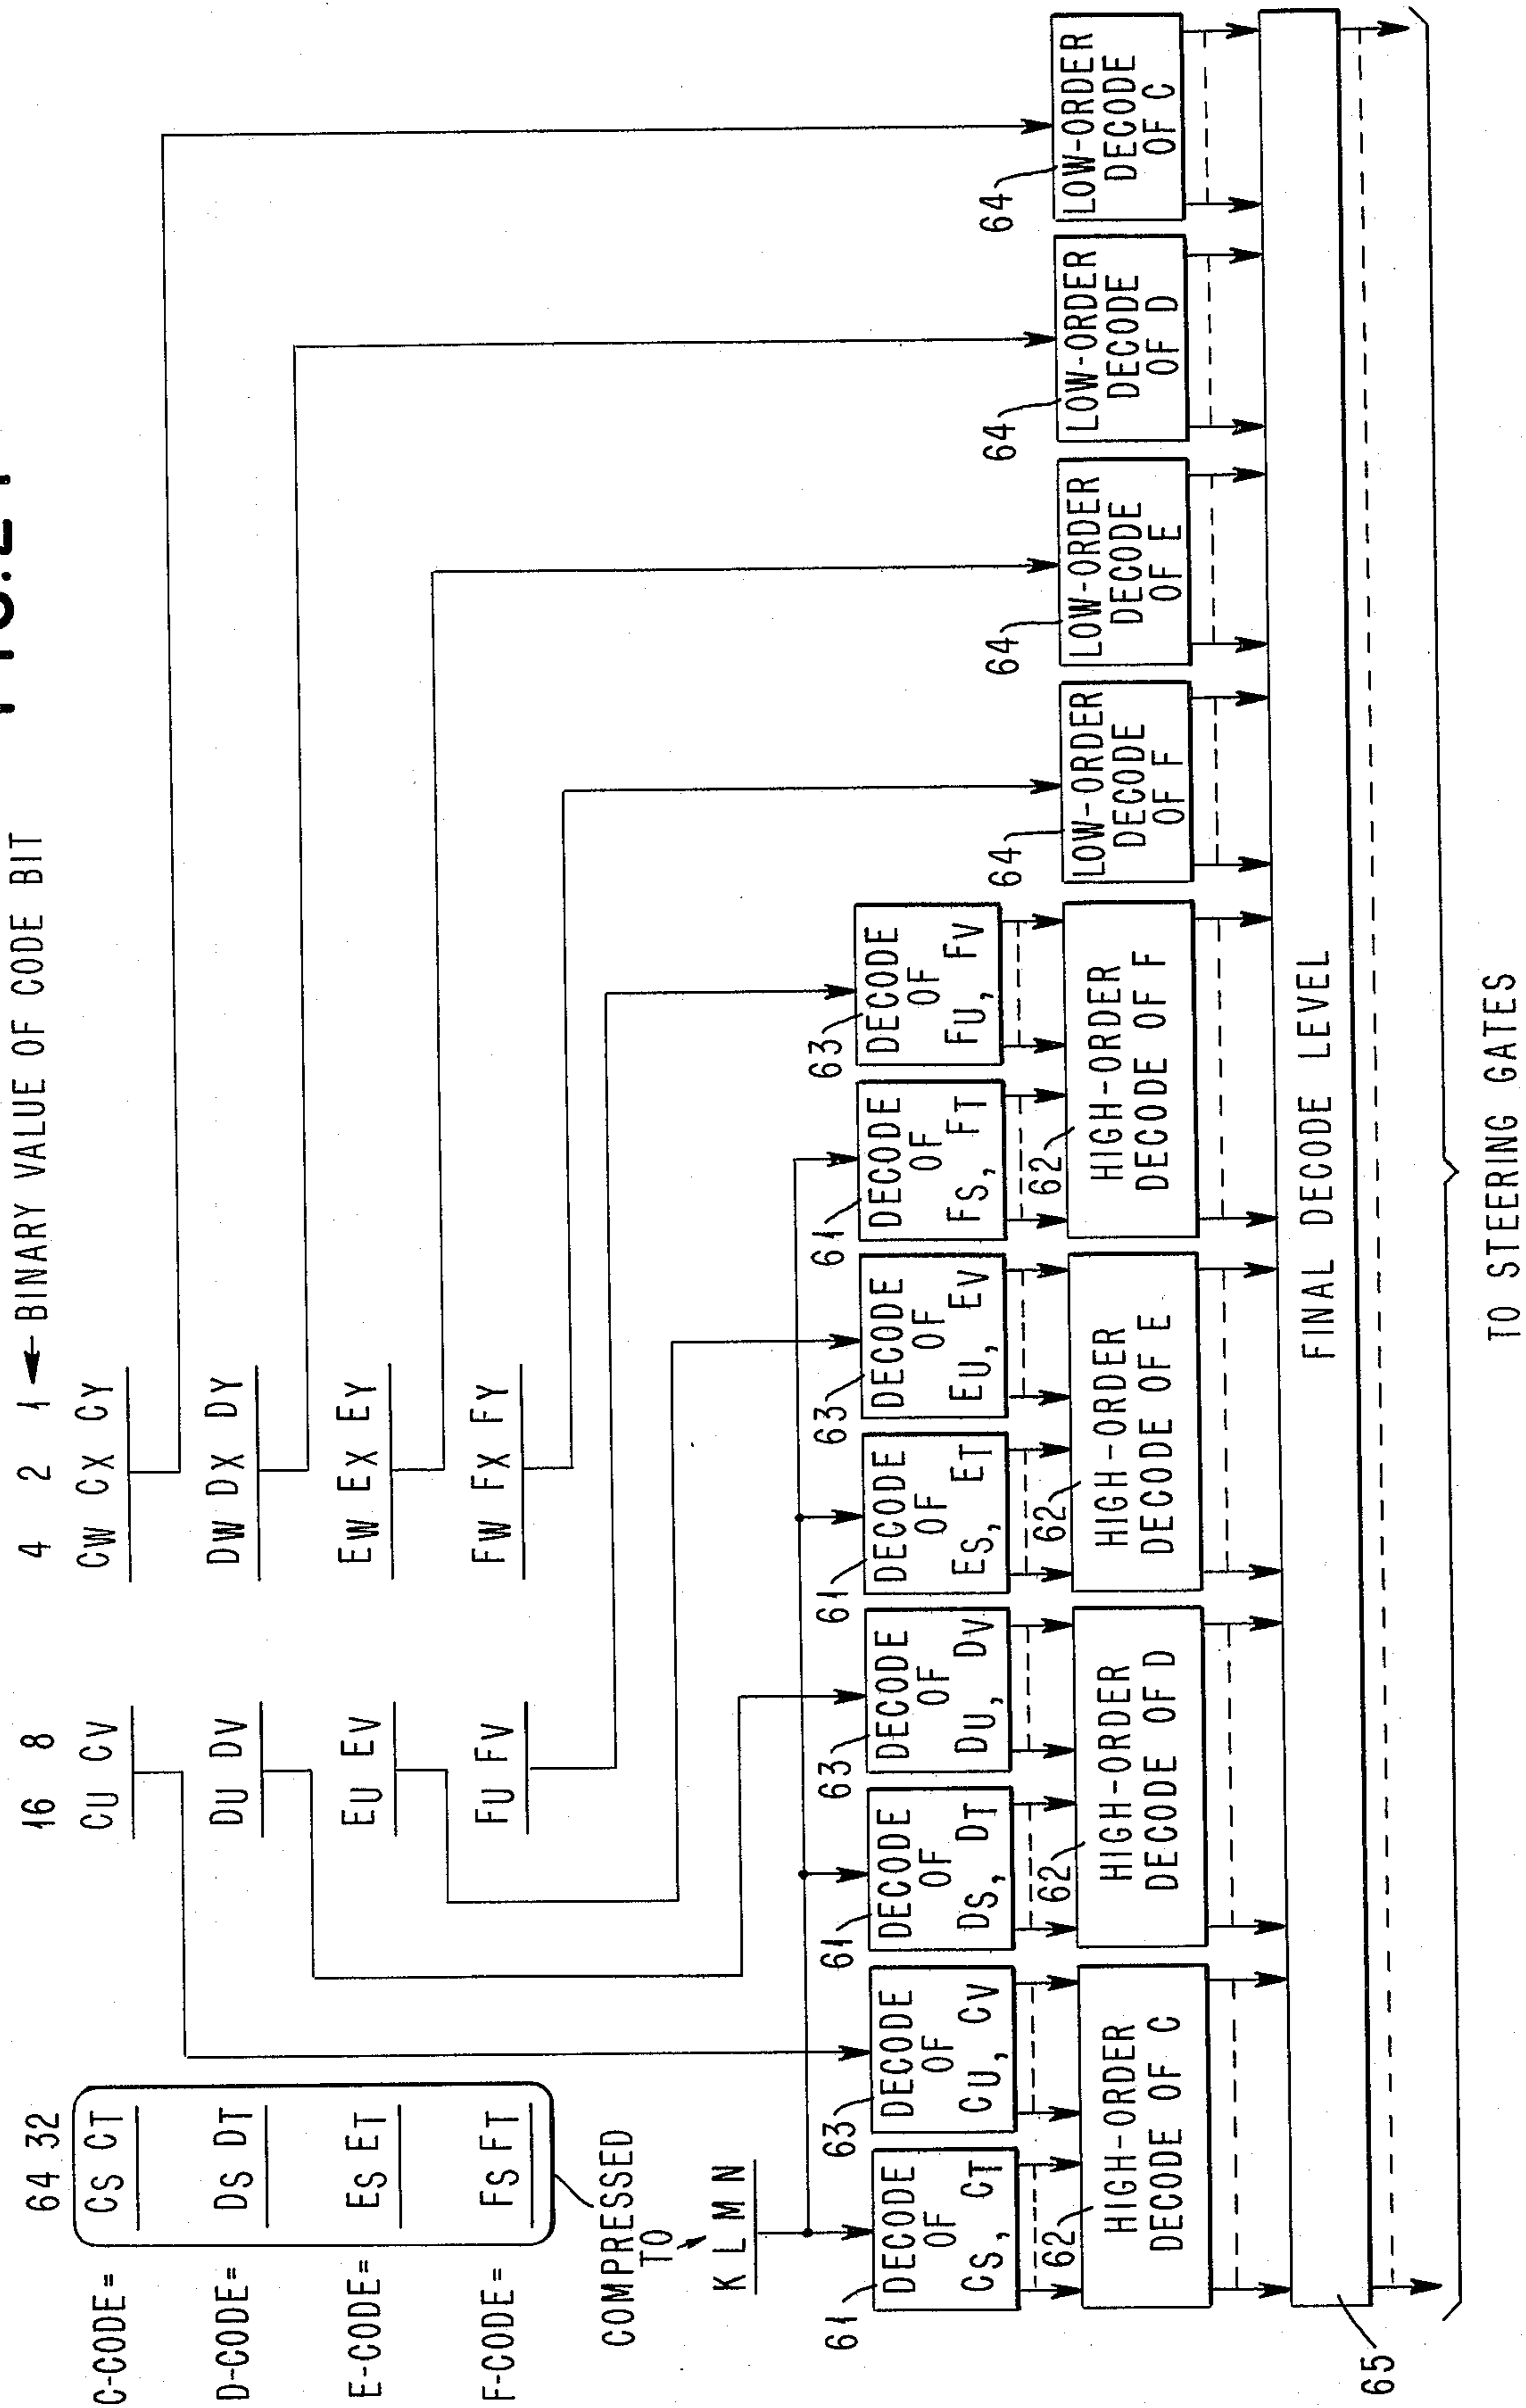 64 32 16 8 4 2 1 ← BINARY VALUE OF CODE BIT
C-CODE= CS CT CU CV CW CX CY
D-CODE= DS DT DU DV DW DX DY
E-CODE= ES ET EU EV EW EX EY
F-CODE= FS FT FU FV FW FX FY
COMPRESSED
TO
K L M N
61
DECODE
OF
CS, CT
63
DECODE
OF
CU, CV
61
DECODE
OF
DS, DT
63
DECODE
OF
DU, DV
61
DECODE
OF
ES, ET
63
DECODE
OF
EU, EV
61
DECODE
OF
FS, FT
63
DECODE
OF
FU, FV
62
HIGH-ORDER
DECODE OF C
62
HIGH-ORDER
DECODE OF D
62
HIGH-ORDER
DECODE OF E
62
HIGH-ORDER
DECODE OF F
64
LOW-ORDER
DECODE
OF F
64
LOW-ORDER
DECODE
OF E
64
LOW-ORDER
DECODE
OF D
64
LOW-ORDER
DECODE
OF C
65
FINAL DECODE LEVEL
TO STEERING GATES